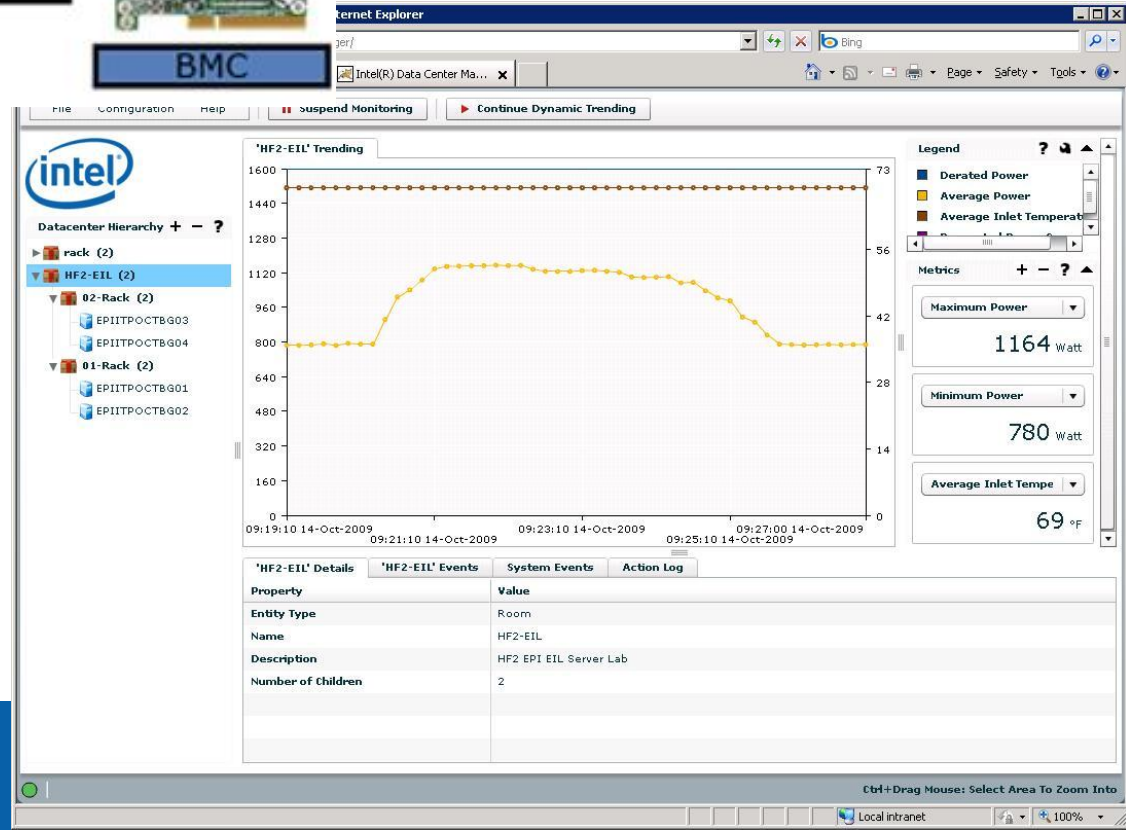 BMC
ternet Explorer
ger/
Bing
Intel(R) Data Center Ma...
Page Safety Tools
File Configuration Help
Suspend Monitoring Continue Dynamic Trending
intel
Datacenter Hierarchy + - ?
rack (2)
HF2-EIL (2)
02-Rack (2)
EPIITPOCTBG03
EPIITPOCTBG04
01-Rack (2)
EPIITPOCTBG01
EPIITPOCTBG02
'HF2-EIL' Trending
1600
1440
1280
1120
960
800
640
480
320
160
0
73
56
42
28
14
0
09:19:10 14-Oct-2009
09:21:10 14-Oct-2009
09:23:10 14-Oct-2009
09:25:10 14-Oct-2009
09:27:00 14-Oct-2009
Legend ?
Derated Power
Average Power
Average Inlet Temperat
Metrics + - ?
Maximum Power
1164 Watt
Minimum Power
780 Watt
Average Inlet Tempe
69 °F
'HF2-EIL' Details 'HF2-EIL' Events System Events Action Log
Property Value
Entity Type Room
Name HF2-EIL
Description HF2 EPI EIL Server Lab
Number of Children 2
Ctrl+Drag Mouse: Select Area To Zoom Into
Local intranet 100%